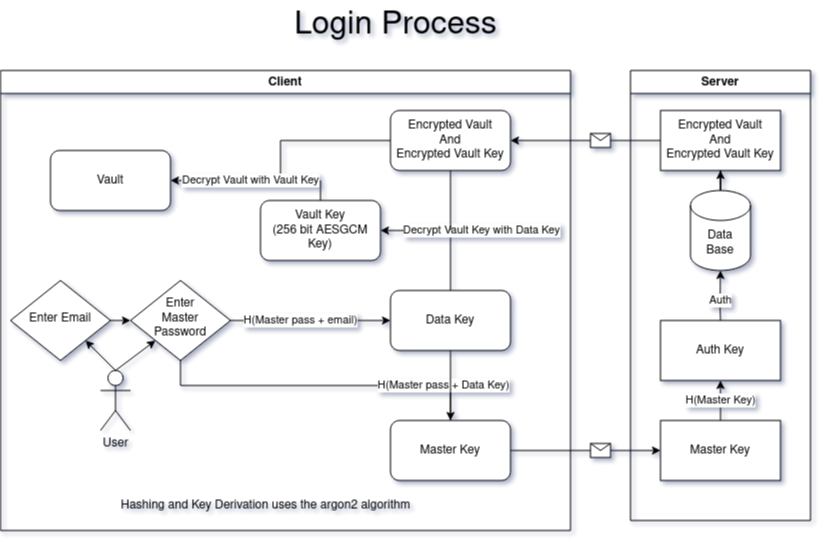 Login Process
Client
Server
Encrypted Vault
And
Encrypted Vault Key
Encrypted Vault
And
Encrypted Vault Key
Vault
Decrypt Vault with Vault Key
Vault Key
(256 bit AESGCM
Key)
Decrypt Vault Key with Data Key
Data
Base
Enter Email
Enter
Master
Password
H(Master pass + email)
Data Key
Auth
Auth Key
H(Master pass + Data Key)
H(Master Key)
User
Master Key
Master Key
Hashing and Key Derivation uses the argon2 algorithm